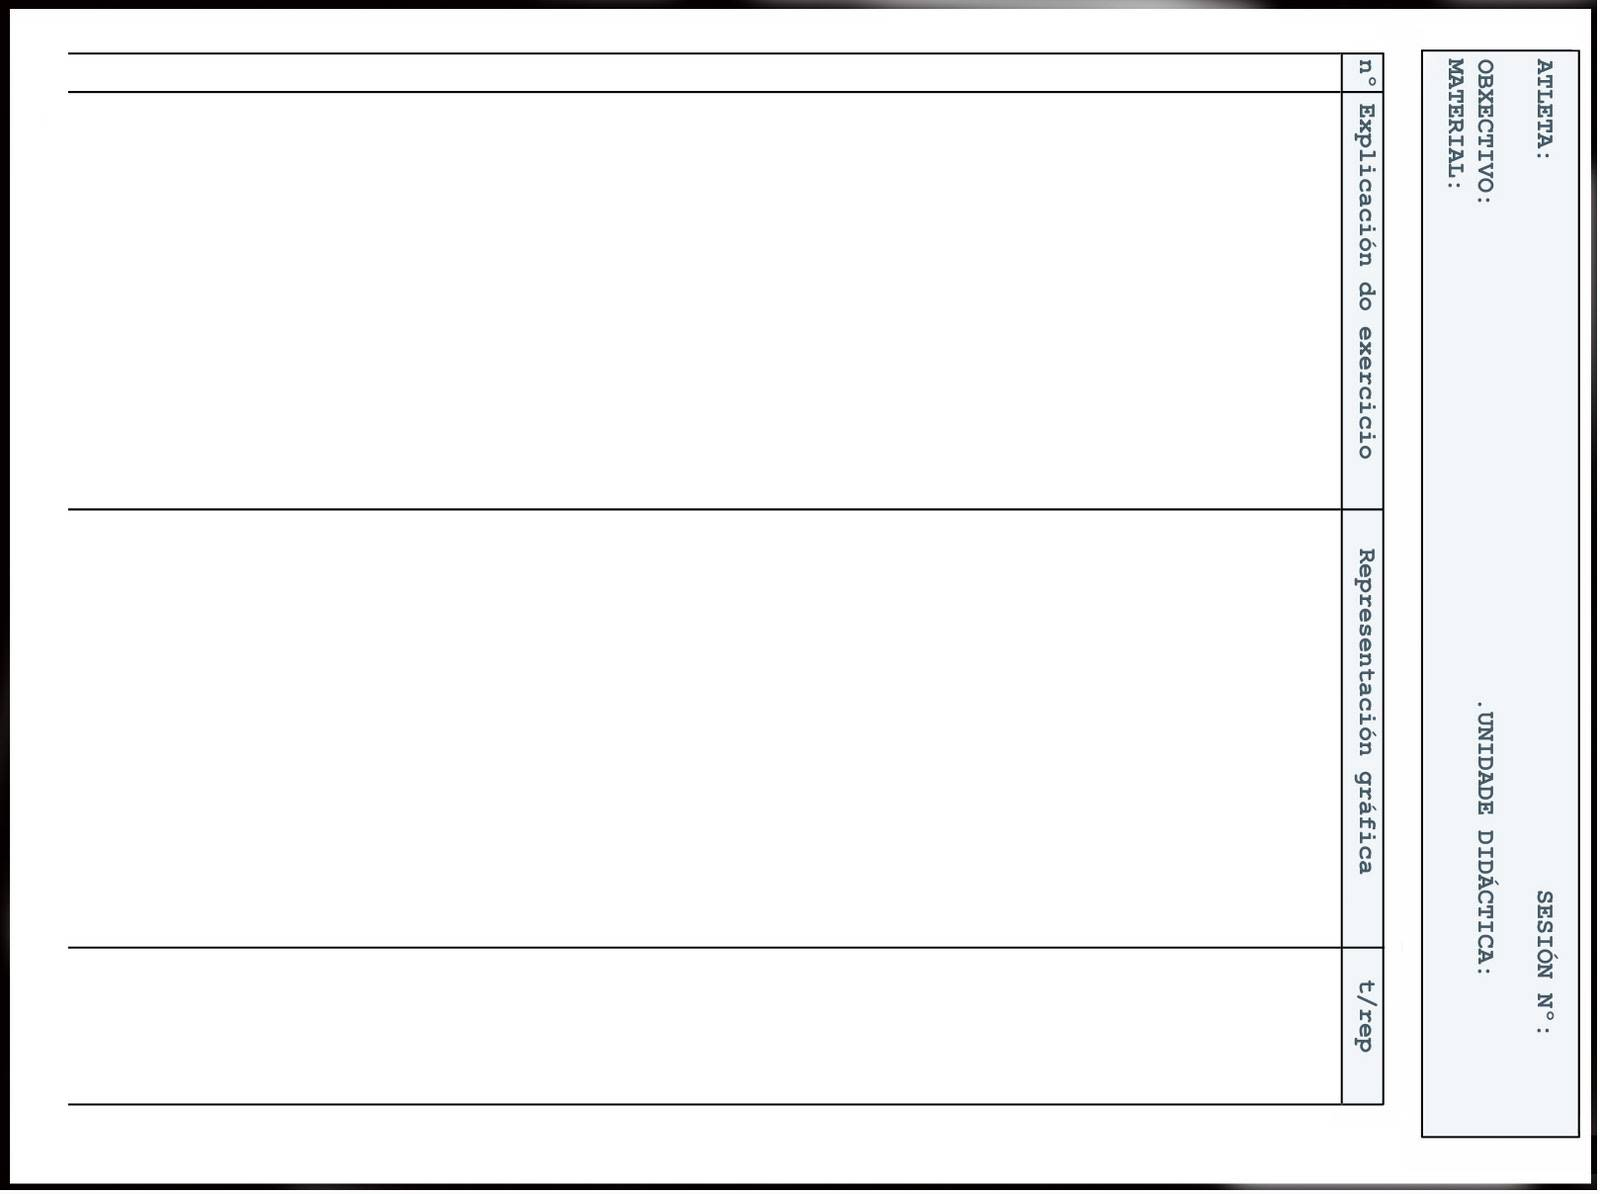 ATLETA: SESIÓN Nº:
OBXECTIVO: .UNIDADE DIDÁCTICA:
MATERIAL:
nº Explicación do exercicio Representación gráfica t/rep